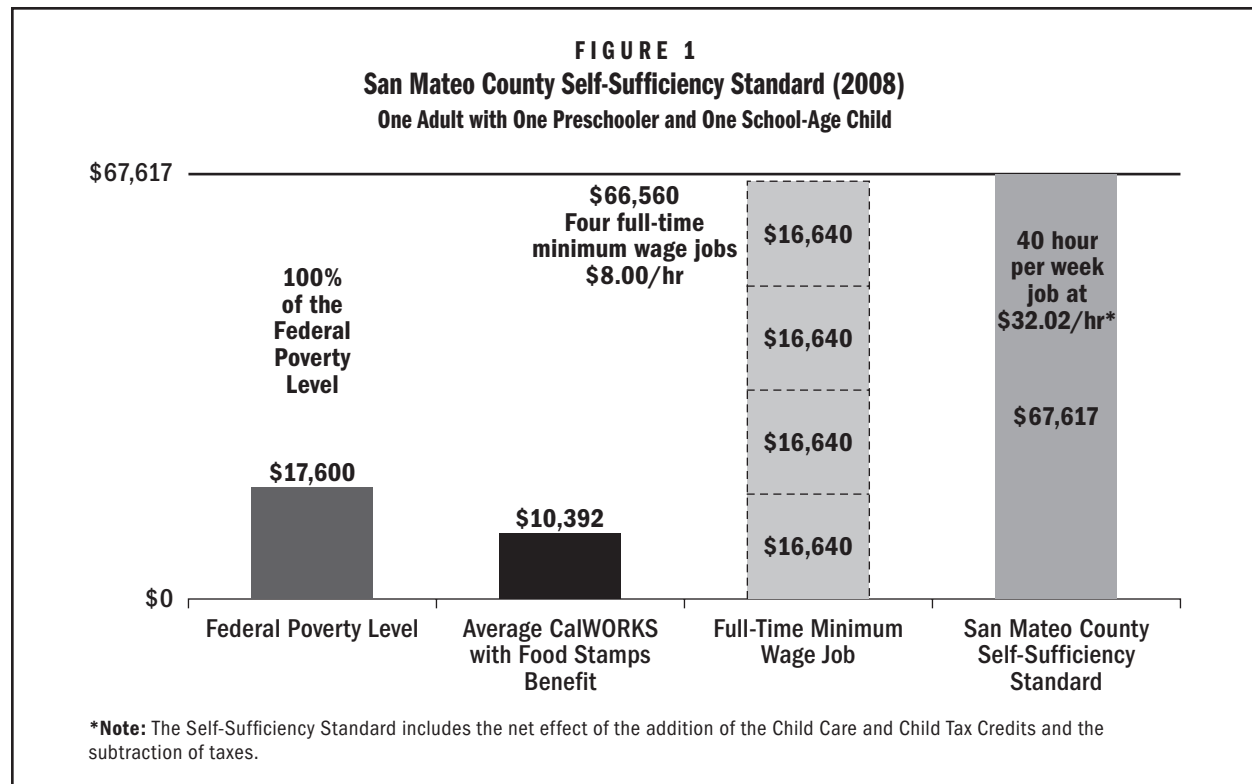 FIGURE 1
San Mateo County Self-Sufficiency Standard (2008)
One Adult with One Preschooler and One School-Age Child
$67,617
$66,560
Four full-time
minimum wage jobs
$8.00/hr
$16,640
40 hour
per week
job at
$32.02/hr*
100%
of the
Federal
Poverty
Level
$16,640
$67,617
$17,600
$16,640
$10,392
$16,640
$0
Federal Poverty Level
Average CalWORKS
with Food Stamps
Benefit
Full-Time Minimum
Wage Job
San Mateo County
Self-Sufficiency
Standard
*Note: The Self-Sufficiency Standard includes the net effect of the addition of the Child Care and Child Tax Credits and the
subtraction of taxes.